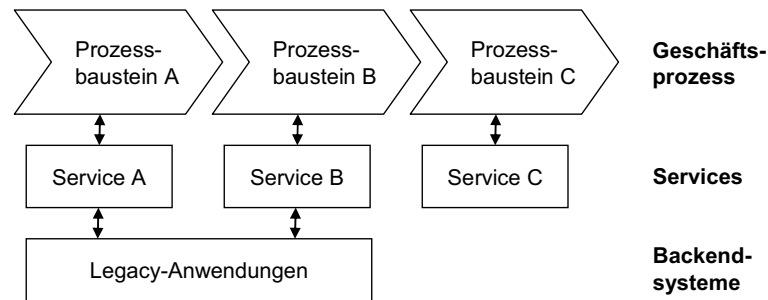 Prozess-
baustein A
Prozess-
baustein B
Prozess-
baustein C
Geschäfts-
prozess
Service A
Service B
Service C
Services
Legacy-Anwendungen
Backend-
systeme